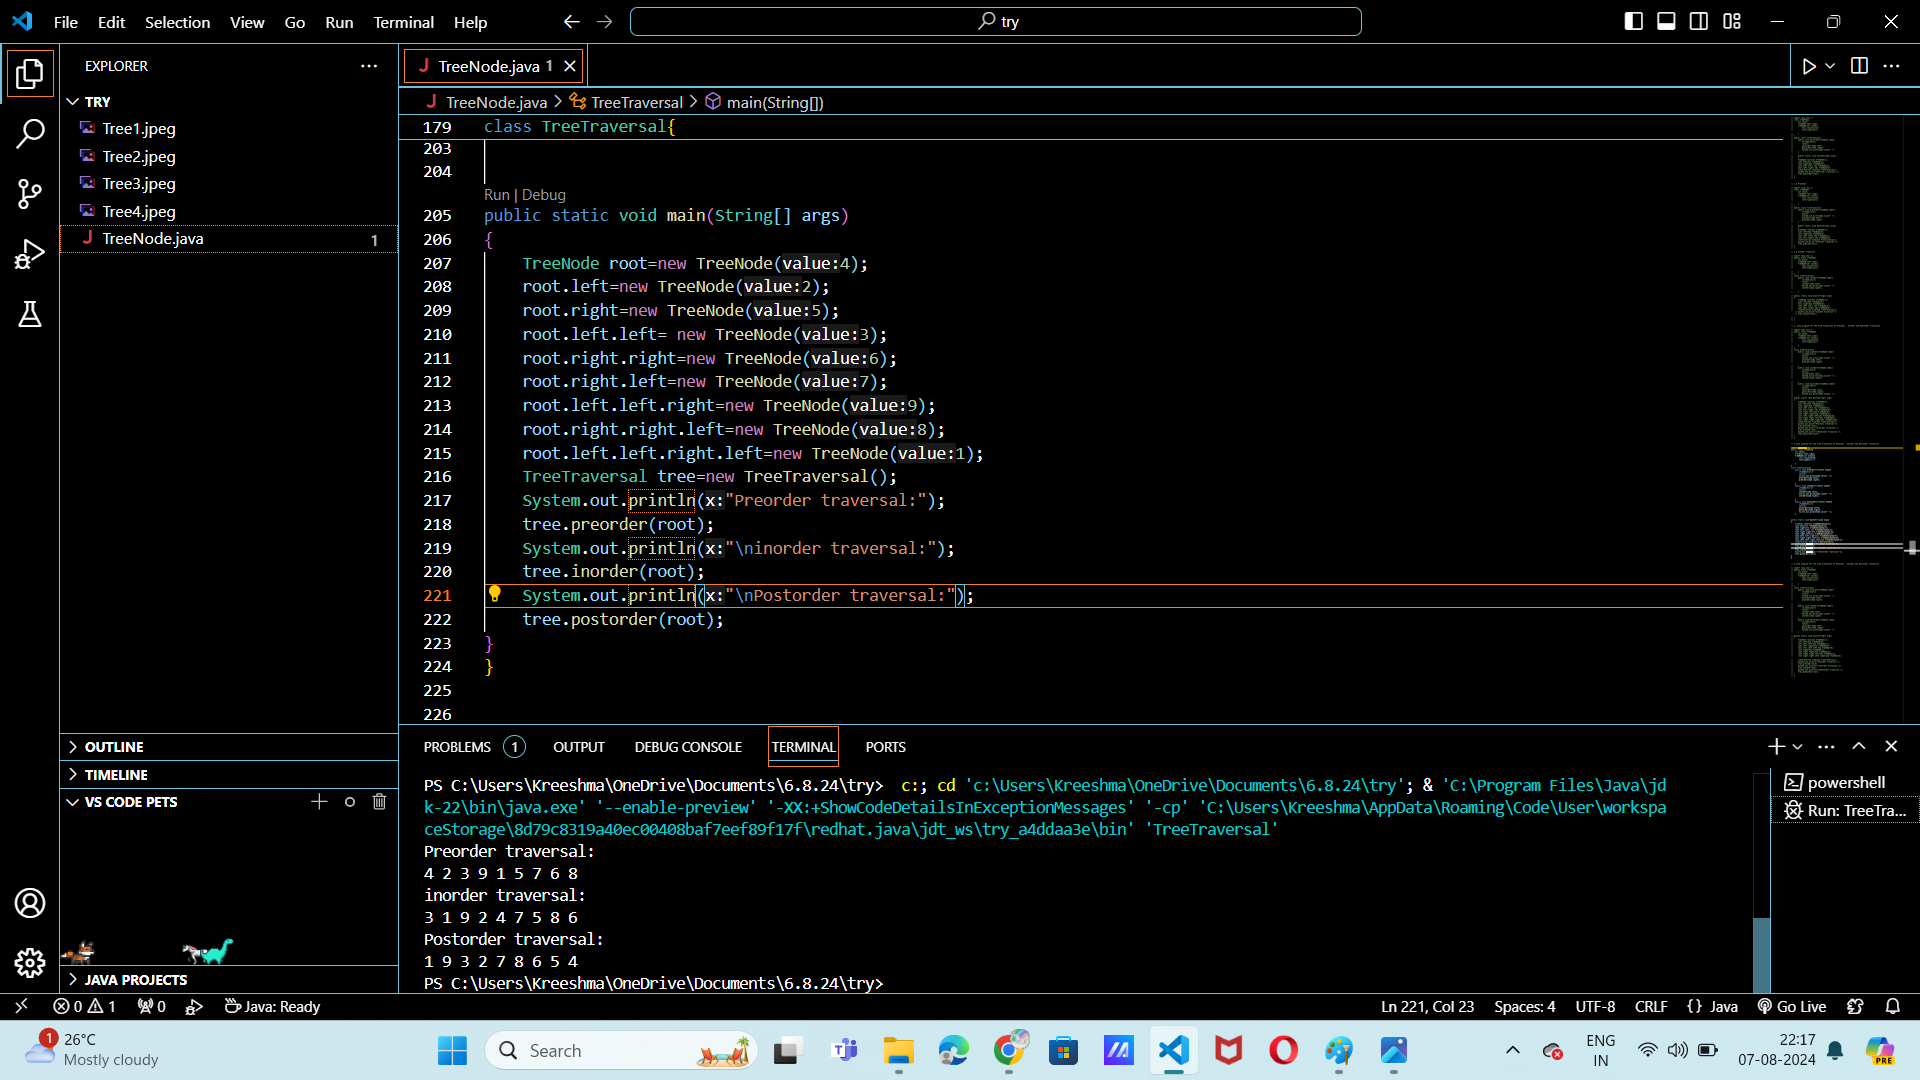 File Edit Selection View Go Run Terminal Help
try
EXPLORER
TRY
Tree1.jpeg
Tree2.jpeg
Tree3.jpeg
Tree4.jpeg
TreeNode.java 1
OUTLINE
TIMELINE
VS CODE PETS
JAVA PROJECTS
TreeNode.java 1
TreeNode.java > TreeTraversal > main(String[])
179 class TreeTraversal{
203
204
Run | Debug
205 public static void main(String[] args)
206 {
207 TreeNode root=new TreeNode(value:4);
208 root.left=new TreeNode(value:2);
209 root.right=new TreeNode(value:5);
210 root.left.left= new TreeNode(value:3);
211 root.right.right=new TreeNode(value:6);
212 root.right.left=new TreeNode(value:7);
213 root.left.left.right=new TreeNode(value:9);
214 root.right.right.left=new TreeNode(value:8);
215 root.left.left.right.left=new TreeNode(value:1);
216 TreeTraversal tree=new TreeTraversal();
217 System.out.println(x:"Preorder traversal:");
218 tree.preorder(root);
219 System.out.println(x:"\ninorder traversal:");
220 tree.inorder(root);
221 System.out.println(x:"\nPostorder traversal:");
222 tree.postorder(root);
223 }
224 }
225
226
PROBLEMS 1 OUTPUT DEBUG CONSOLE TERMINAL PORTS
PS C:\Users\Kreeshma\OneDrive\Documents\6.8.24\try> c:; cd 'c:\Users\Kreeshma\OneDrive\Documents\6.8.24\try'; & 'C:\Program Files\Java\jd
k-22\bin\java.exe' '--enable-preview' '-XX:+ShowCodeDetailsInExceptionMessages' '-cp' 'C:\Users\Kreeshma\AppData\Roaming\Code\User\workspa
ceStorage\8d79c8319a40ec00408baf7eef89f17f\redhat.java\jdt_ws\try_a4ddaa3e\bin' 'TreeTraversal'
Preorder traversal:
4 2 3 9 1 5 7 6 8
inorder traversal:
3 1 9 2 4 7 5 8 6
Postorder traversal:
1 9 3 2 7 8 6 5 4
PS C:\Users\Kreeshma\OneDrive\Documents\6.8.24\try>
powershell
Run: TreeTra...
0 1 0 Java: Ready Ln 221, Col 23 Spaces: 4 UTF-8 CRLF {} Java Go Live
1 26°C
Mostly cloudy
Search
ENG
IN
22:17
07-08-2024
PRE